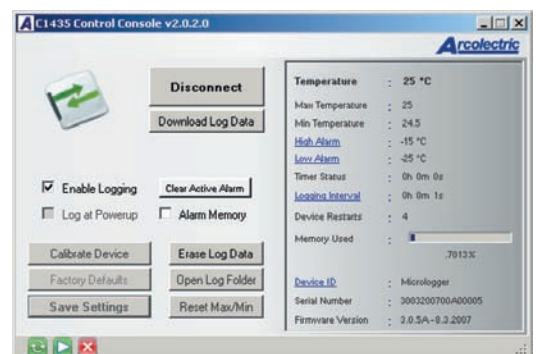 C1435 Control Console v2.0.2.0
Arcolectric
Disconnect
Download Log Data
Enable Logging
Clear Active Alarm
Log at Powerup
Alarm Memory
Calibrate Device
Erase Log Data
Factory Defaults
Open Log Folder
Save Settings
Reset Max/Min
Temperature : 25 °C
Max Temperature : 25
Min Temperature : 24.5
High Alarm : -15 °C
Low Alarm : -25 °C
Timer Status : 0h 0m 0s
Logging Interval : 0h 0m 1s
Device Restarts : 4
Memory Used :
.7013%
Device ID : Micrologger
Serial Number : 3003200700A00005
Firmware Version : 3.0.5A-8.3.2007